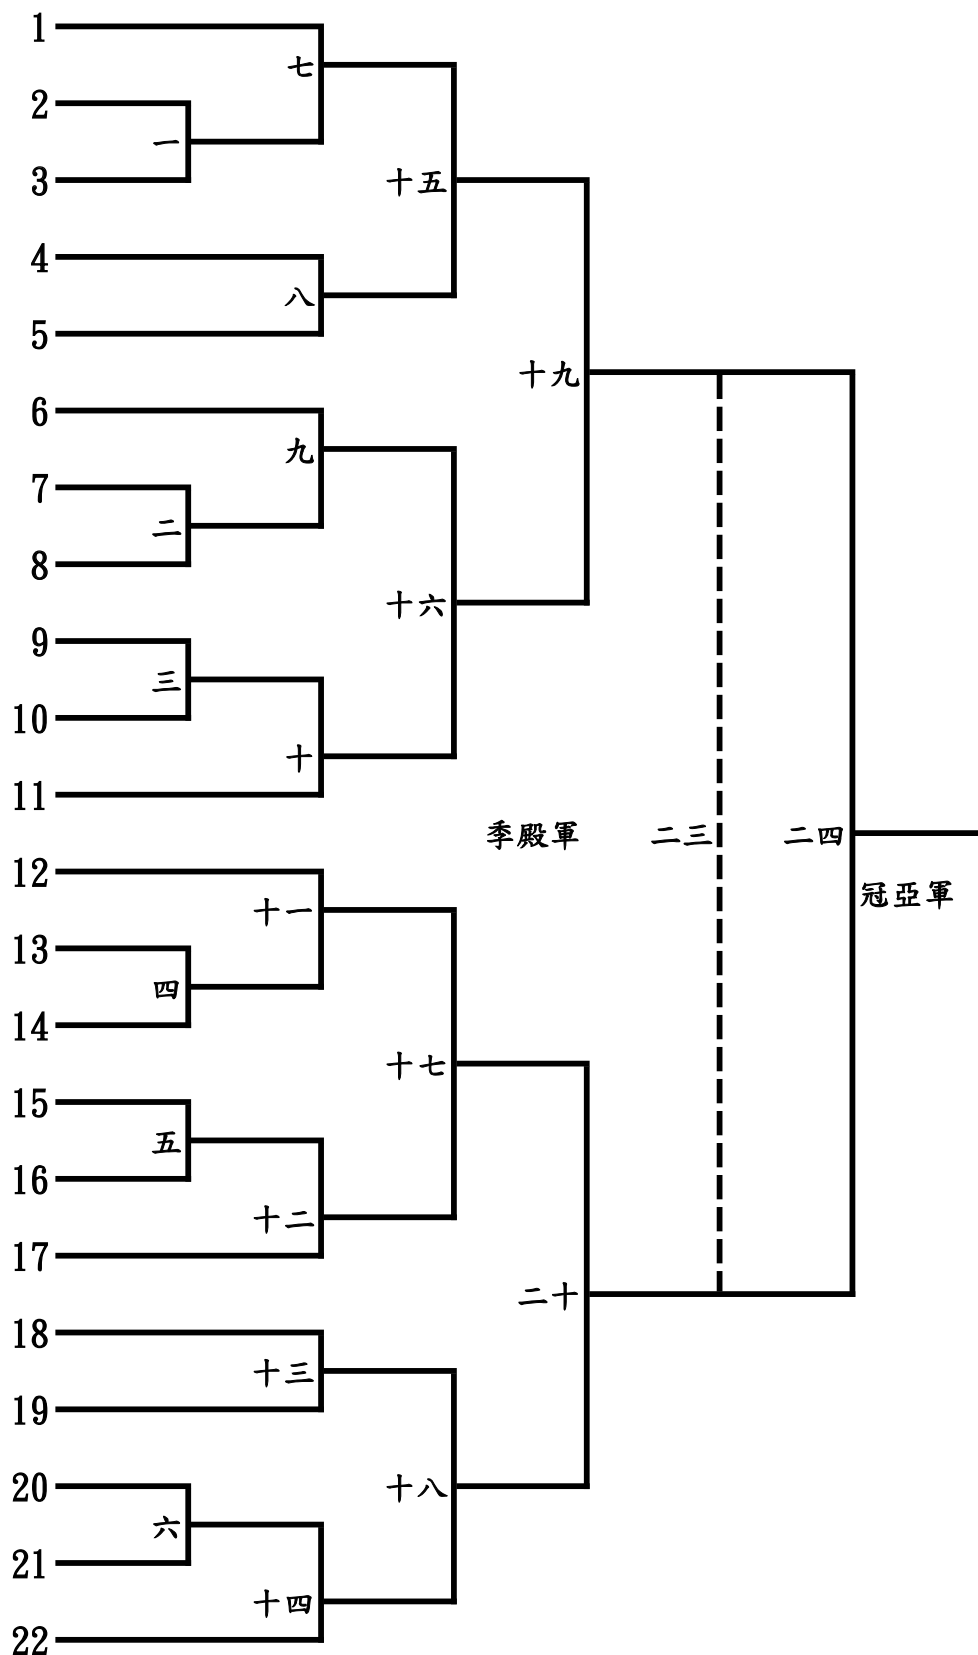 1
七
2
一
3
十五
4
八
5
十九
6
九
7
二
8
十六
9
三
10
十
11
季殿軍
二三
二四
12
冠亞軍
十一
13
四
14
十七
15
五
16
十二
17
二十
18
十三
19
20
十八
六
21
十四
22